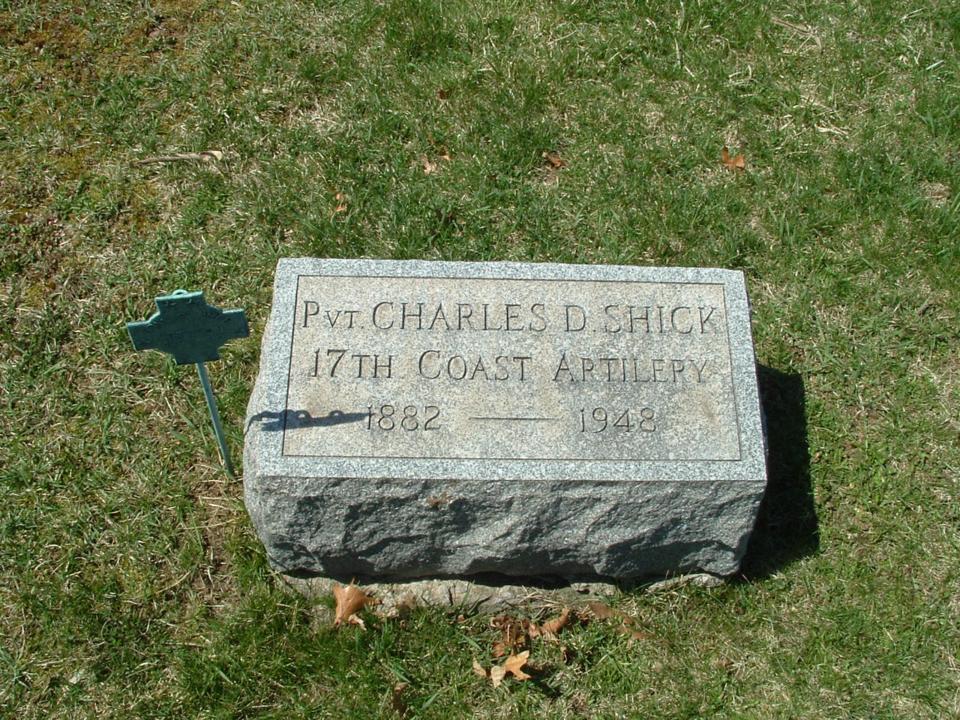 PVT. CHARLES D. SHICK
17TH COAST ARTILERY
1882 — 1948